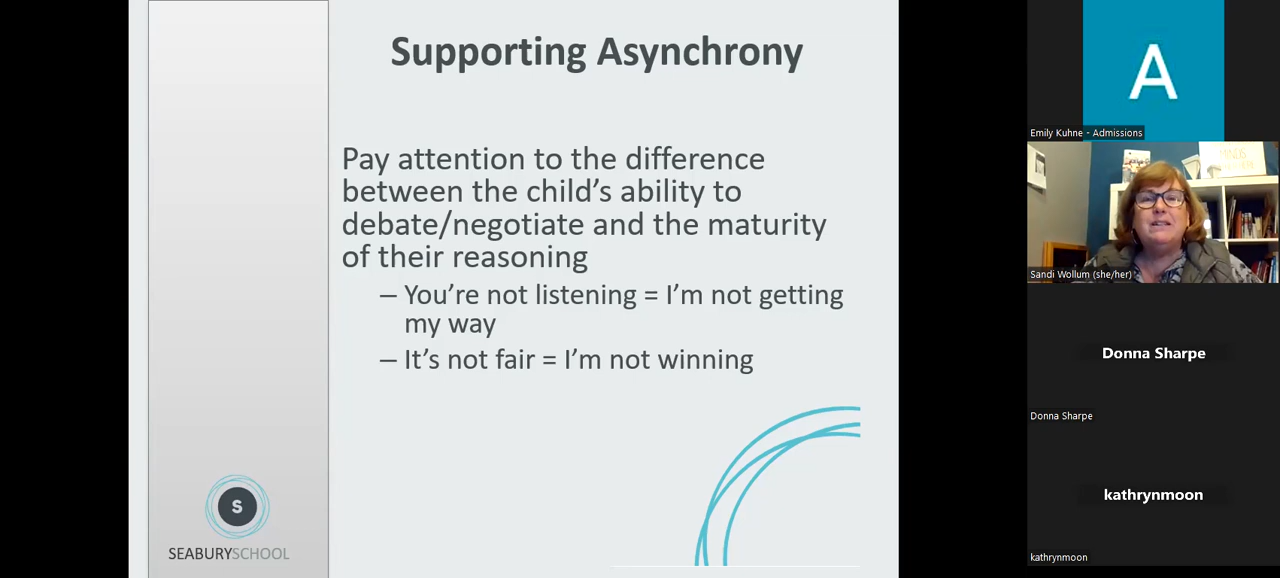 Supporting Asynchrony
Pay attention to the difference
between the child's ability to
debate/negotiate and the maturity
of their reasoning
– You're not listening = I'm not getting
my way
– It's not fair = I'm not winning
S
SEABURYSCHOOL
A
Emily Kuhne - Admissions
Sandi Wollum (she/her)
Donna Sharpe
Donna Sharpe
kathrynmoon
kathrynmoon